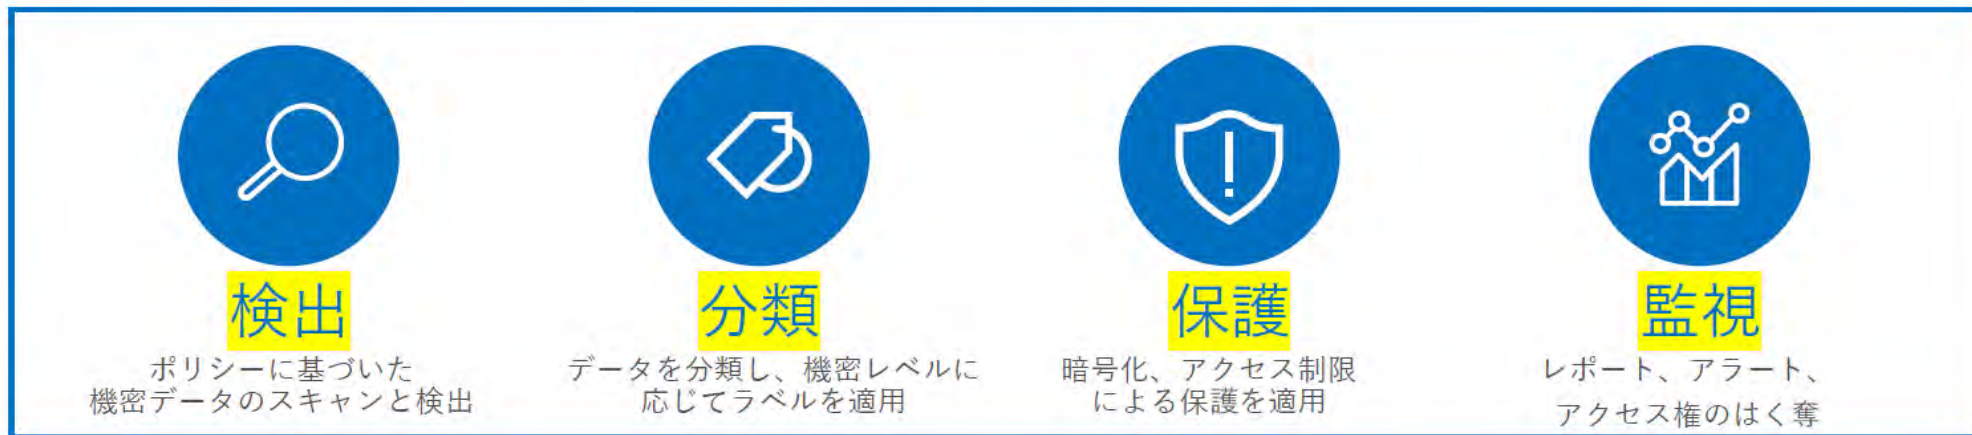 検出
ポリシーに基づいた
機密データのスキャンと検出
分類
データを分類し、機密レベルに
応じてラベルを適用
保護
暗号化、アクセス制限
による保護を適用
監視
レポート、アラート、
アクセス権のはく奪